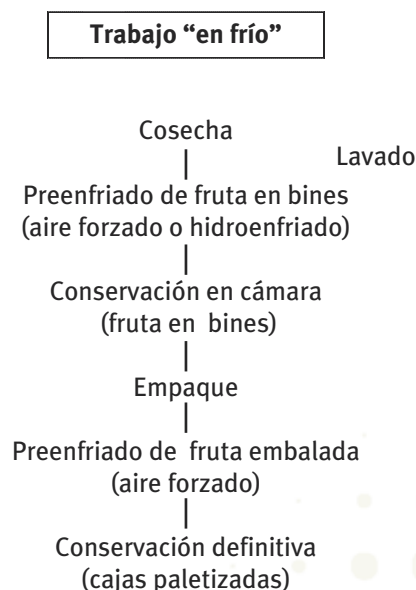 Trabajo “en frío”
Cosecha
Lavado
Preenfriado de fruta en bines
(aire forzado o hidroenfriado)
Conservación en cámara
(fruta en bines)
Empaque
Preenfriado de fruta embalada
(aire forzado)
Conservación definitiva
(cajas paletizadas)